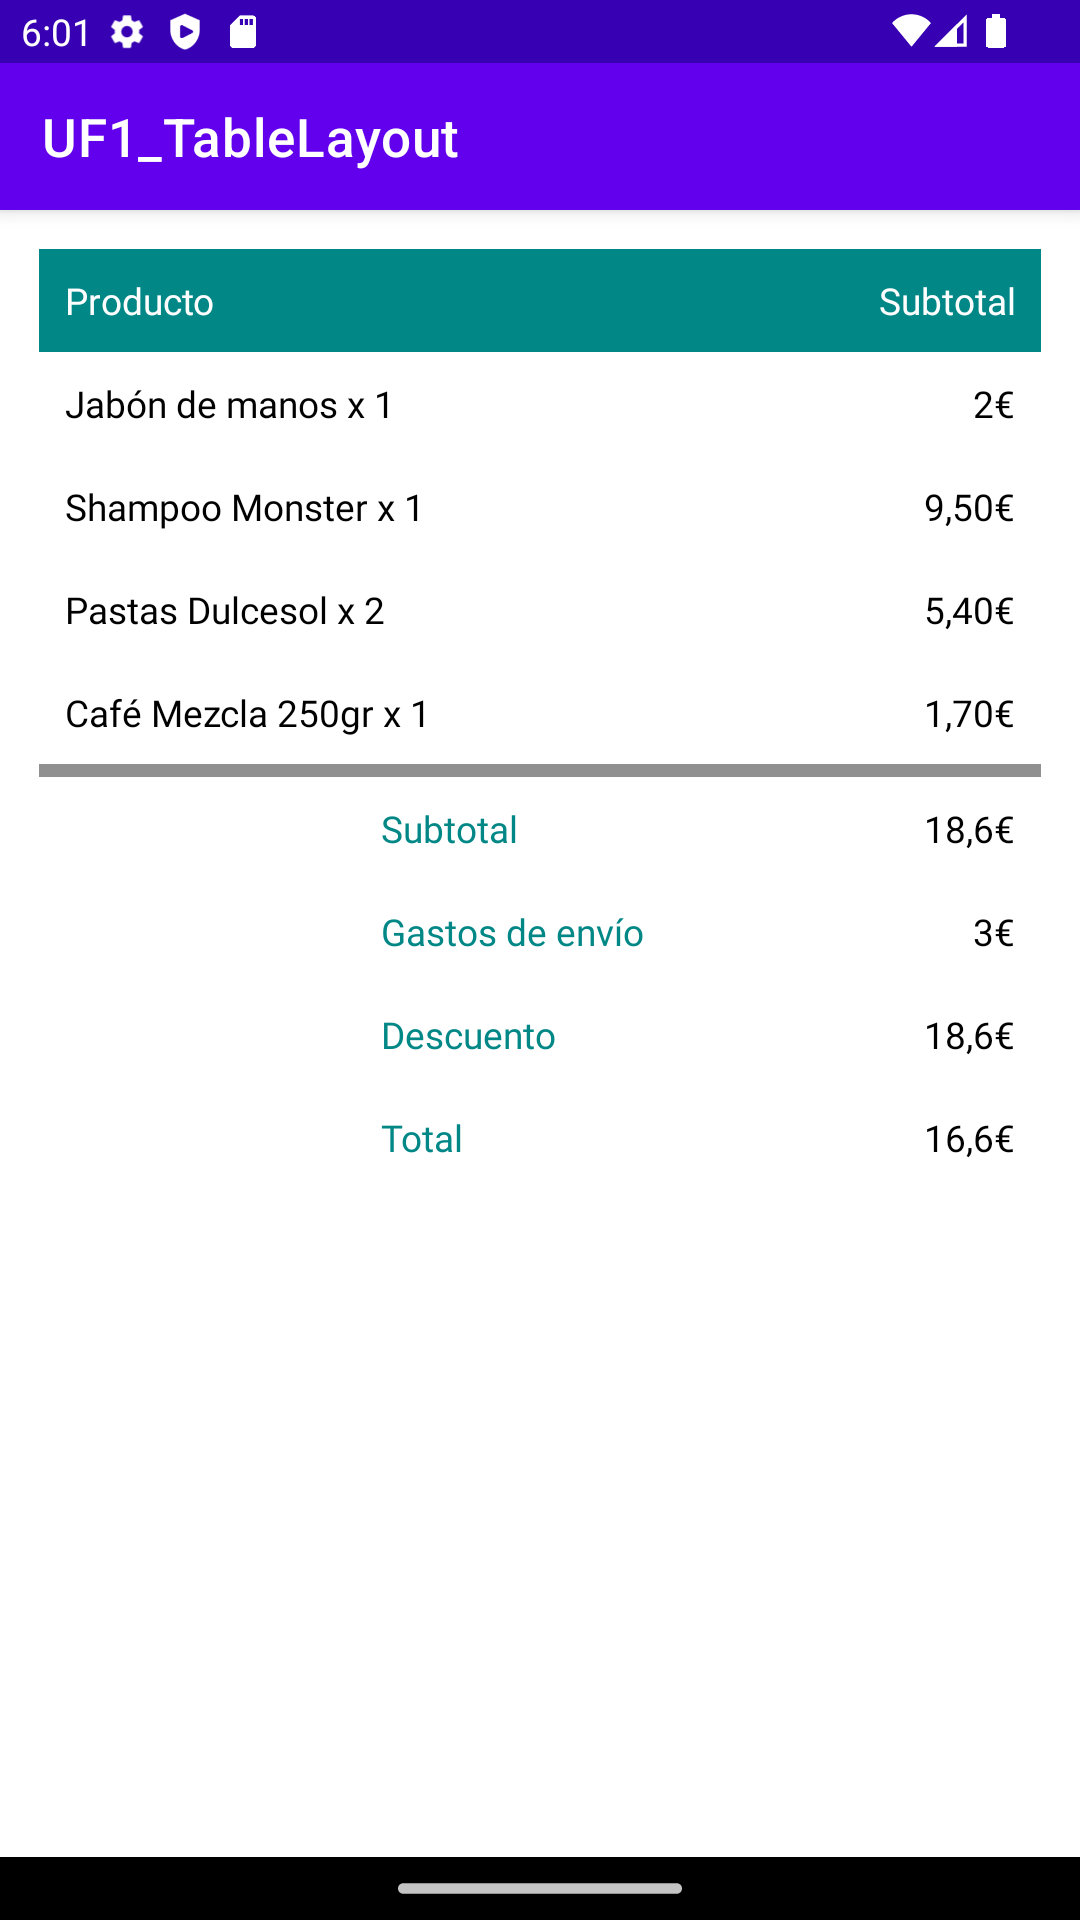 6:01
UF1_TableLayout
Producto Subtotal
Jabón de manos x 1 2€
Shampoo Monster x 1 9,50€
Pastas Dulcesol x 2 5,40€
Café Mezcla 250gr x 1 1,70€
Subtotal 18,6€
Gastos de envío 3€
Descuento 18,6€
Total 16,6€